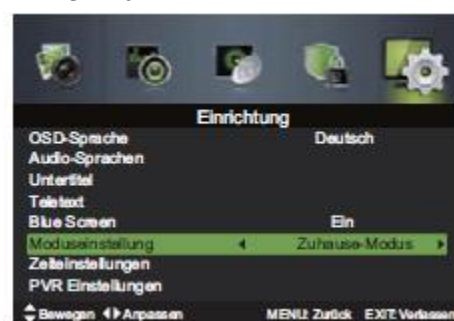 Einrichtung
OSD-Sprache Deutsch
Audio-Sprachen
Untertitel
Teletext
Blue Screen Ein
Moduseinstellung Zuhause-Modus
Zeiteinstellungen
PVR Einstellungen
Bewegen Anpassen MENU: Zurück EXIT: Verlassen